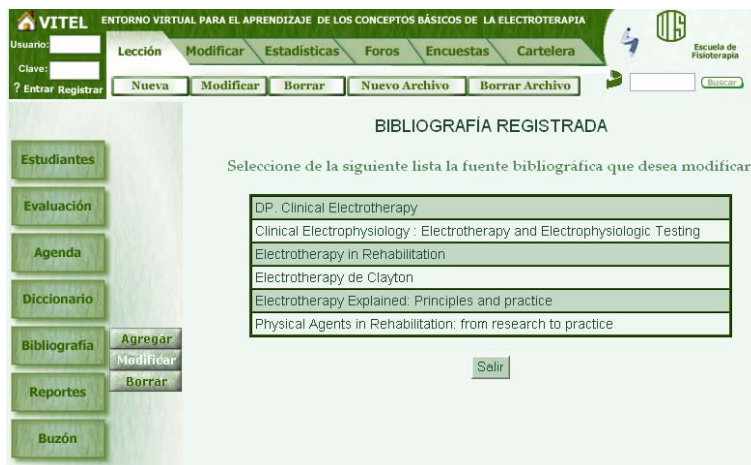 VITEL ENTORNO VIRTUAL PARA EL APRENDIZAJE DE LOS CONCEPTOS BÁSICOS DE LA ELECTROTERAPIA
UIS
Escuela de
Fisioterapia
Usuario:
Clave:
? Entrar Registrar
Lección Modificar Estadísticas Foros Encuestas Cartelera
Nueva Modificar Borrar Nuevo Archivo Borrar Archivo
Buscar
BIBLIOGRAFÍA REGISTRADA
Seleccione de la siguiente lista la fuente bibliográfica que desea modificar
Estudiantes
Evaluación
Agenda
Diccionario
Bibliografía
Reportes
Buzón
Agregar
Modificar
Borrar
DP. Clinical Electrotherapy
Clinical Electrophysiology : Electrotherapy and Electrophysiologic Testing
Electrotherapy in Rehabilitation
Electrotherapy de Clayton
Electrotherapy Explained: Principles and practice
Physical Agents in Rehabilitation: from research to practice
Salir